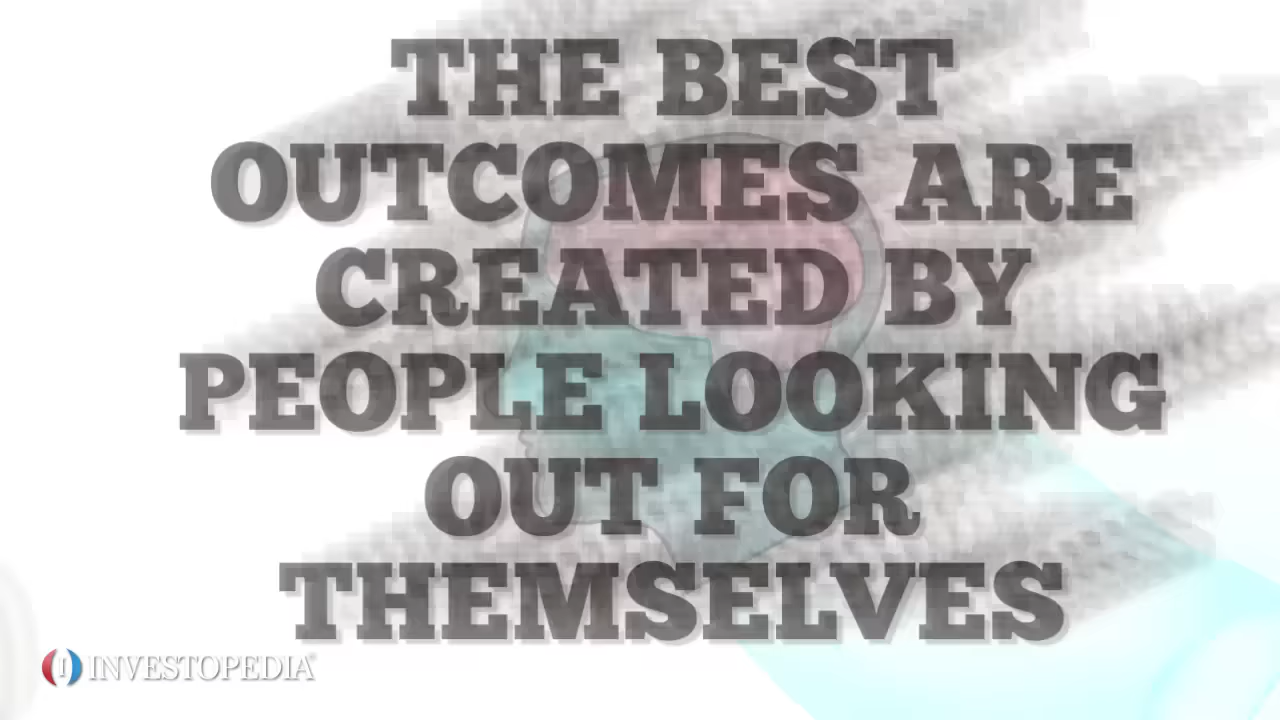 THE BEST
OUTCOMES ARE
CREATED BY
PEOPLE LOOKING
OUT FOR
THEMSELVES
INVESTOPEDIA®